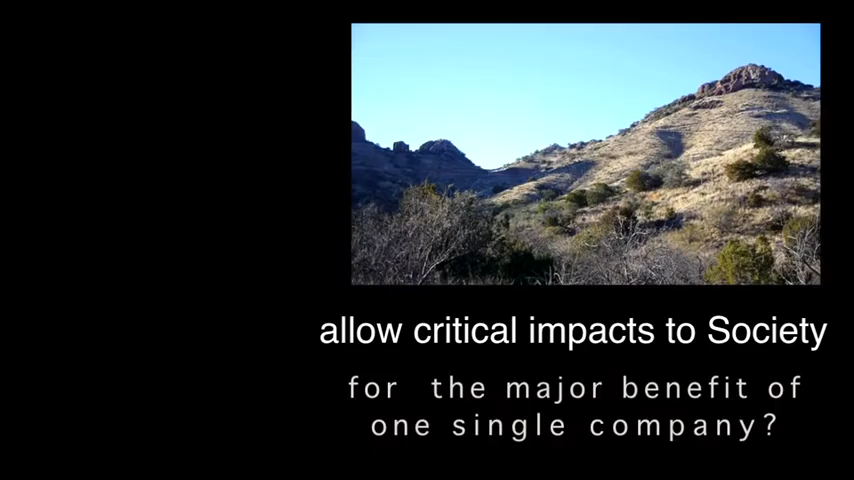 allow critical impacts to Society
for the major benefit of
one single company?